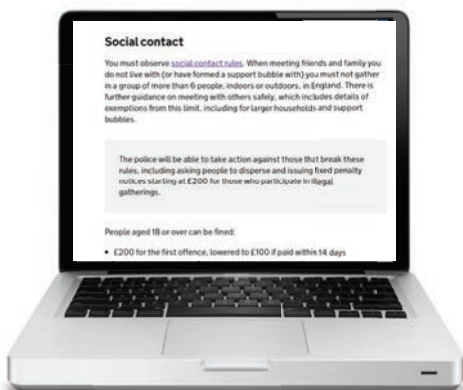 Social contact
You must observe social contact rules. When meeting friends and family you
do not live with (or have formed a support bubble with) you must not gather
in a group of more than 6 people, indoors or outdoors, in England. There is
further guidance on meeting with others safely, which includes details of
exemptions from this limit, including for larger households and support
bubbles.
The police will be able to take action against those that break these
rules, including asking people to disperse and issuing fixed penalty
notices starting at £200 for those who participate in illegal
gatherings.
People aged 18 or over can be fined:
• £200 for the first offence, lowered to £100 if paid within 14 days